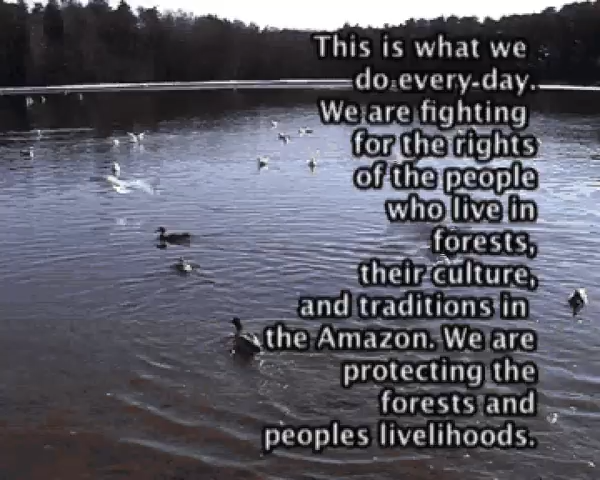 This is what we
do every-day.
We are fighting
for the rights
of the people
who live in
forests,
their culture,
and traditions in
the Amazon. We are
protecting the
forests and
peoples livelihoods.